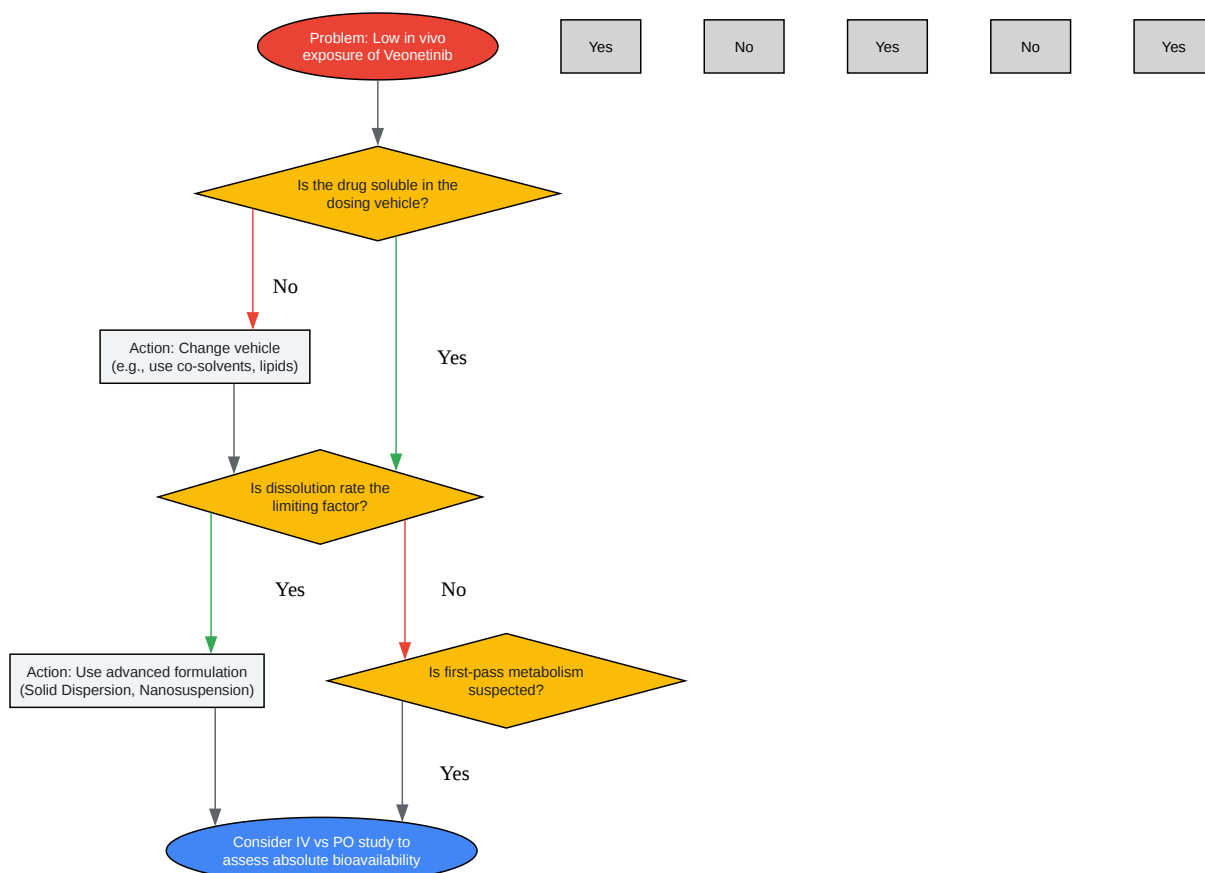 Problem: Low in vivo
exposure of Veonetinib
Yes
No
Yes
No
Yes
Is the drug soluble in the
dosing vehicle?
No
Action: Change vehicle
(e.g., use co-solvents, lipids)
Yes
Is dissolution rate the
limiting factor?
Yes
No
Action: Use advanced formulation
(Solid Dispersion, Nanosuspension)
Is first-pass metabolism
suspected?
Yes
Consider IV vs PO study to
assess absolute bioavailability